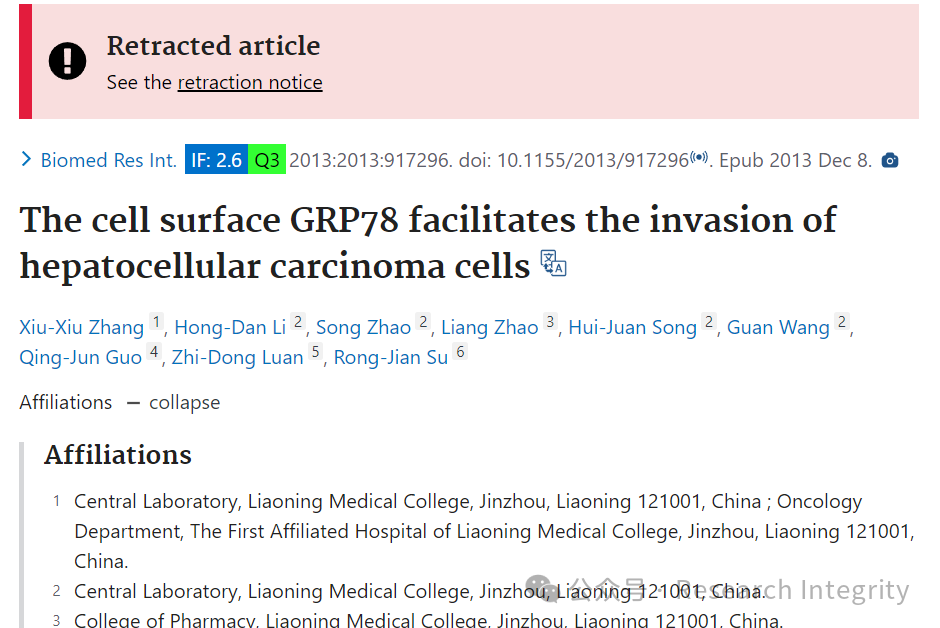 Retracted article
See the retraction notice
Biomed Res Int. IF: 2.6 Q3 2013:2013:917296. doi: 10.1155/2013/917296. Epub 2013 Dec 8.
The cell surface GRP78 facilitates the invasion of
hepatocellular carcinoma cells
Xiu-Xiu Zhang 1, Hong-Dan Li 2, Song Zhao 2, Liang Zhao 3, Hui-Juan Song 2, Guan Wang 2,
Qing-Jun Guo 4, Zhi-Dong Luan 5, Rong-Jian Su 6
Affiliations — collapse
Affiliations
1 Central Laboratory, Liaoning Medical College, Jinzhou, Liaoning 121001, China ; Oncology
Department, The First Affiliated Hospital of Liaoning Medical College, Jinzhou, Liaoning 121001,
China.
2 Central Laboratory, Liaoning Medical College, Jinzhou, Liaoning 121001, China.
公众号 · Research Integrity
3 College of Pharmacy, Liaoning Medical College, Jinzhou, Liaoning 121001, China.